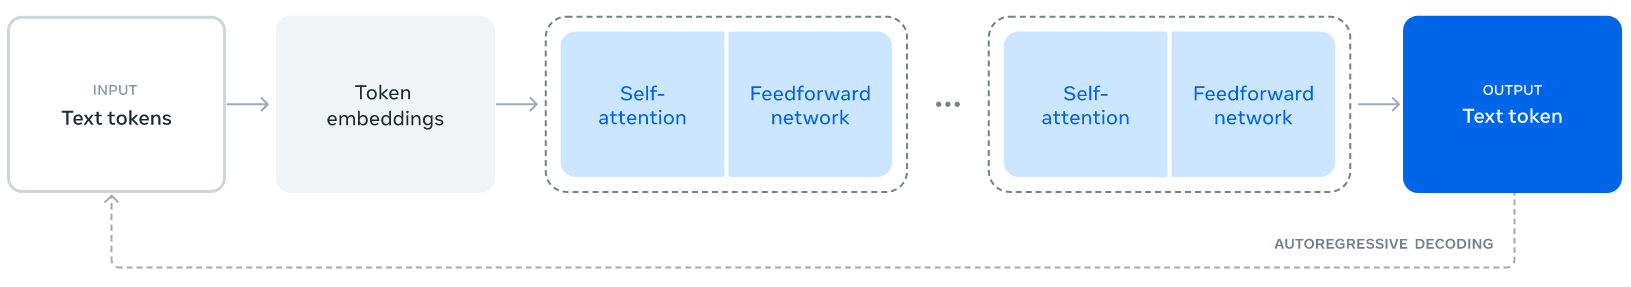 INPUT
Text tokens
Token
embeddings
Self-
attention
Feedforward
network
...
Self-
attention
Feedforward
network
OUTPUT
Text token
AUTOREGRESSIVE DECODING